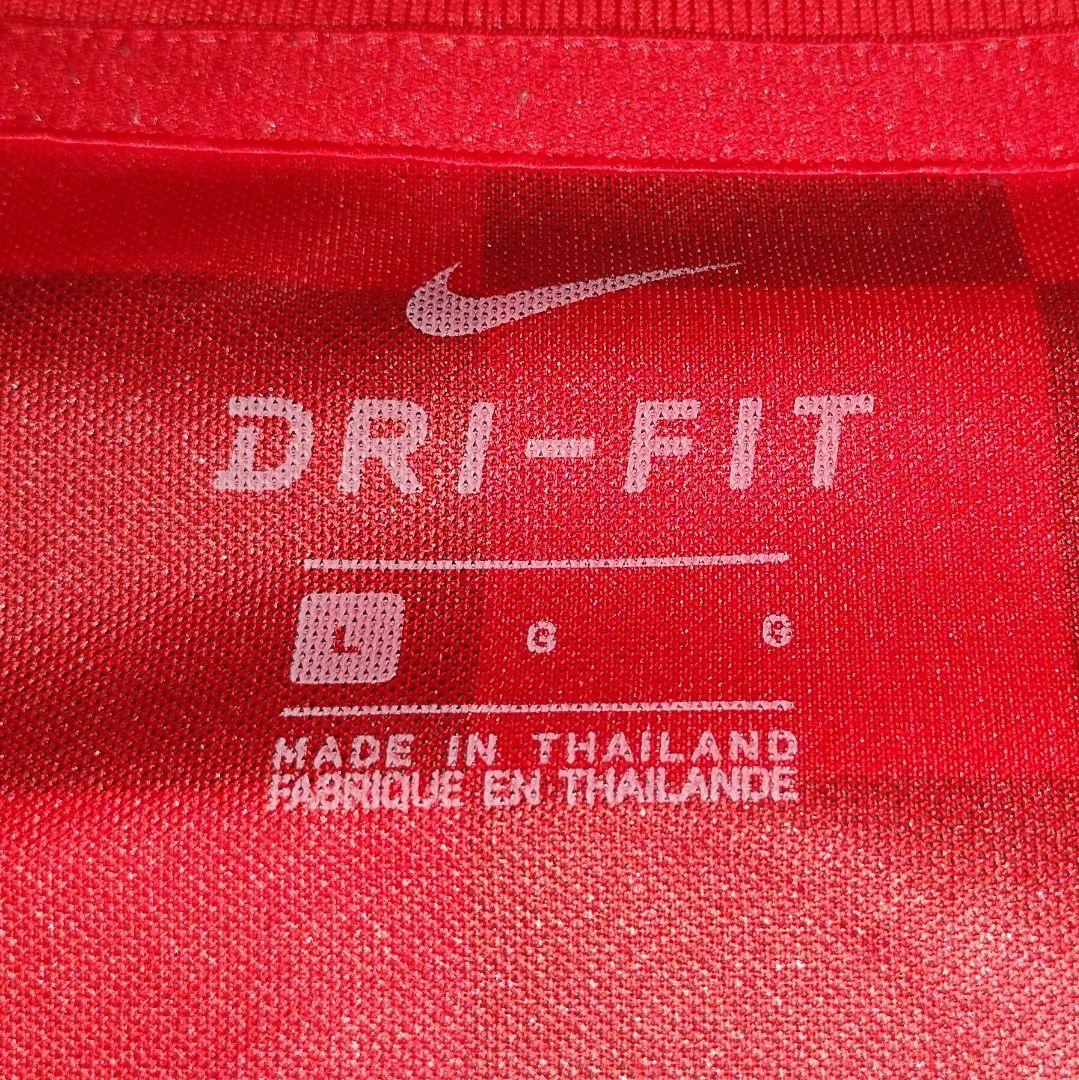 DRI-FIT
L G G
MADE IN THAILAND
FABRIQUE EN THAILANDE